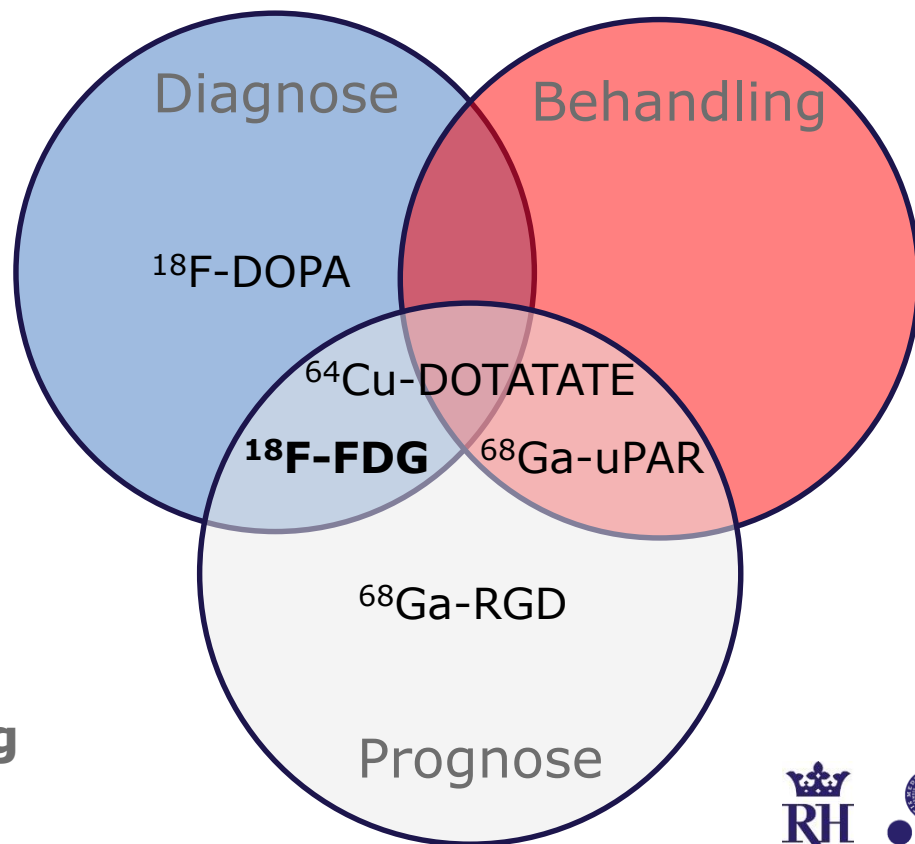 Diagnose
Behandling
¹⁸F-DOPA
⁶⁴Cu-DOTATATE
¹⁸F-FDG
⁶⁸Ga-uPAR
⁶⁸Ga-RGD
g
Prognose
RH